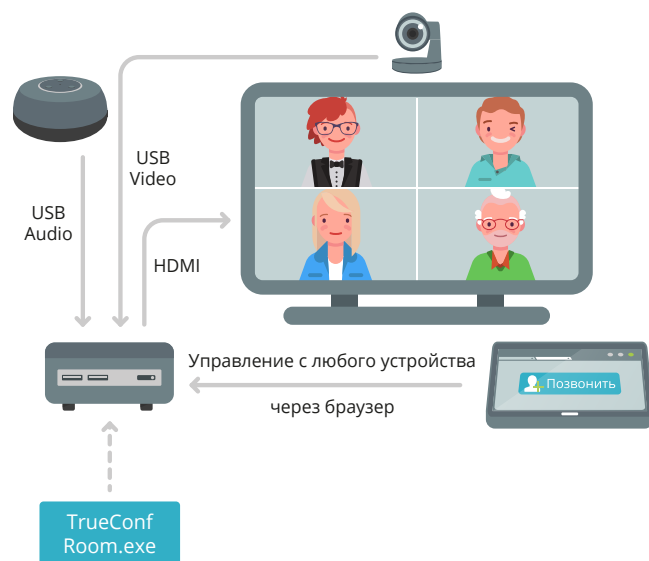 USB
Video
USB
Audio
HDMI
Управление с любого устройства
через браузер
Позвонить
TrueConf
Room.exe